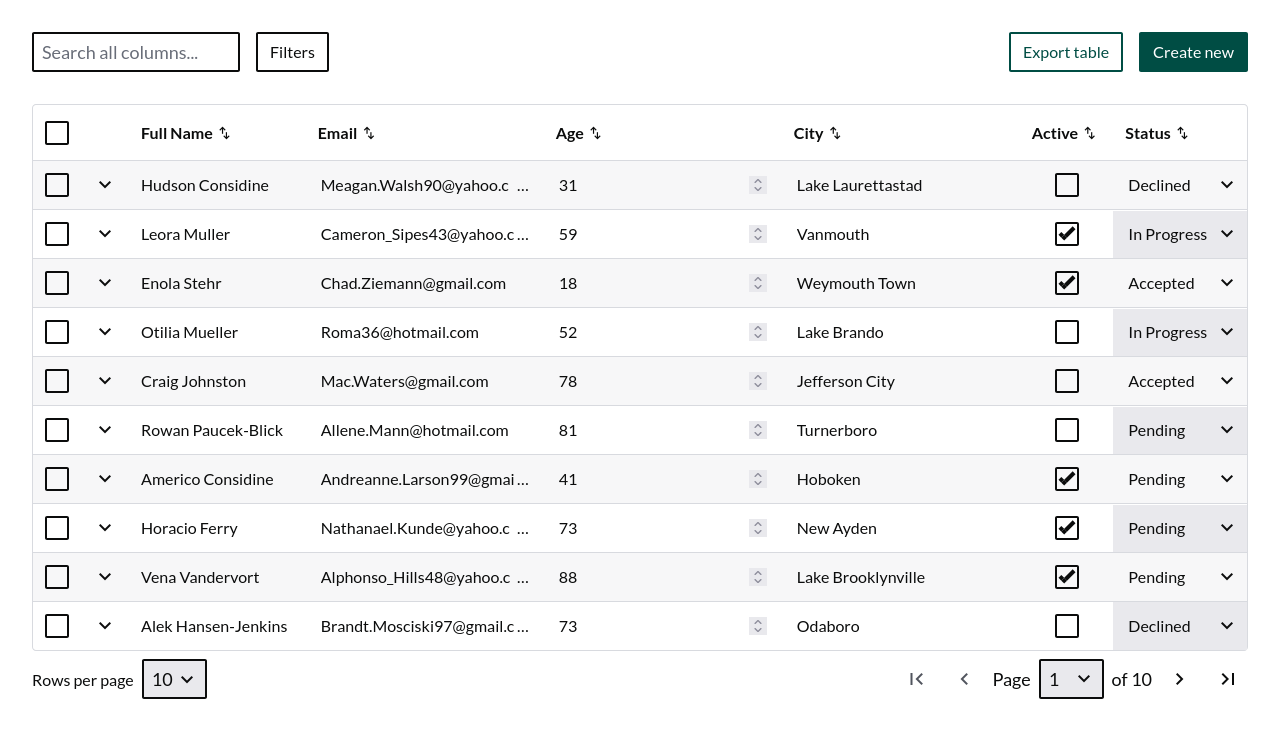 Search all columns... Filters Export table Create new
Full Name Email Age City Active Status
Hudson Considine Meagan.Walsh90@yahoo.c ... 31 Lake Laurettastad Declined
Leora Muller Cameron_Sipes43@yahoo.c ... 59 Vanmouth In Progress
Enola Stehr Chad.Ziemann@gmail.com 18 Weymouth Town Accepted
Otilia Mueller Roma36@hotmail.com 52 Lake Brando In Progress
Craig Johnston Mac.Waters@gmail.com 78 Jefferson City Accepted
Rowan Paucek-Blick Allene.Mann@hotmail.com 81 Turnerboro Pending
Americo Considine Andreanne.Larson99@gmai ... 41 Hoboken Pending
Horacio Ferry Nathanael.Kunde@yahoo.c ... 73 New Ayden Pending
Vena Vandervort Alphonso_Hills48@yahoo.c ... 88 Lake Brooklynville Pending
Alek Hansen-Jenkins Brandt.Mosciski97@gmail.c ... 73 Odaboro Declined
Rows per page 10 Page 1 of 10